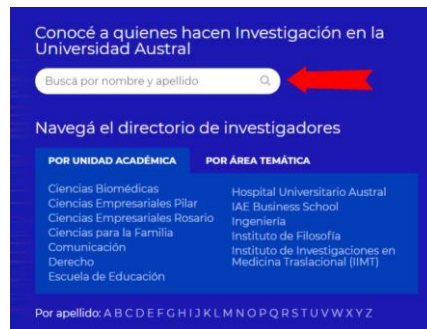 Conocé a quienes hacen Investigación en la
Universidad Austral
Buscá por nombre y apellido
Navegá el directorio de investigadores
POR UNIDAD ACADÉMICA
POR ÁREA TEMÁTICA
Ciencias Biomédicas
Ciencias Empresariales Pilar
Ciencias Empresariales Rosario
Ciencias para la Familia
Comunicación
Derecho
Escuela de Educación
Hospital Universitario Austral
IAE Business School
Ingeniería
Instituto de Filosofía
Instituto de Investigaciones en
Medicina Traslacional (IIMT)
Por apellido: A B C D E F G H I J K L M N O P Q R S T U V W X Y Z